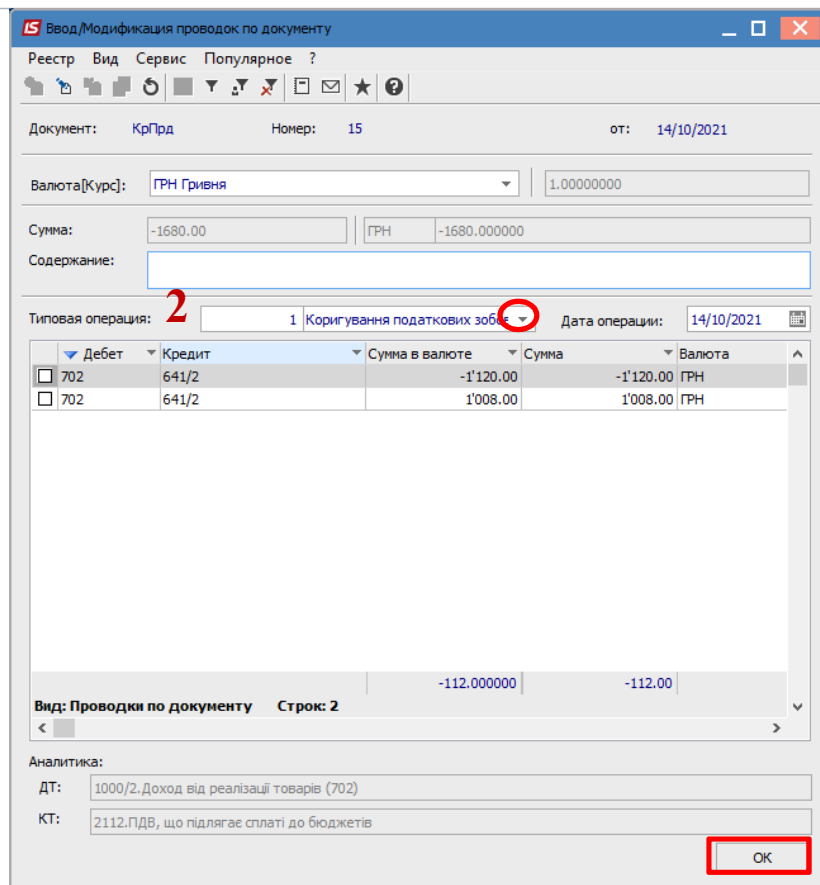 IS Ввод/Модификация проводок по документу
Реестр Вид Сервис Популярное ?
Документ: КрПрд Номер: 15 от: 14/10/2021
Валюта[Курс]: ГРН Гривня 1.00000000
Сумма: -1680.00 ГРН -1680.000000
Содержание:
Типовая операция: 2 1 Коригування податкових зобов Дата операции: 14/10/2021
Дебет Кредит Сумма в валюте Сумма Валюта
702 641/2 -1'120.00 -1'120.00 ГРН
702 641/2 1'008.00 1'008.00 ГРН
-112.000000 -112.00
Вид: Проводки по документу Строк: 2
Аналитика:
ДТ: 1000/2.Доход від реалізації товарів (702)
КТ: 2112.ПДВ, що підлягає сплаті до бюджетів
OK